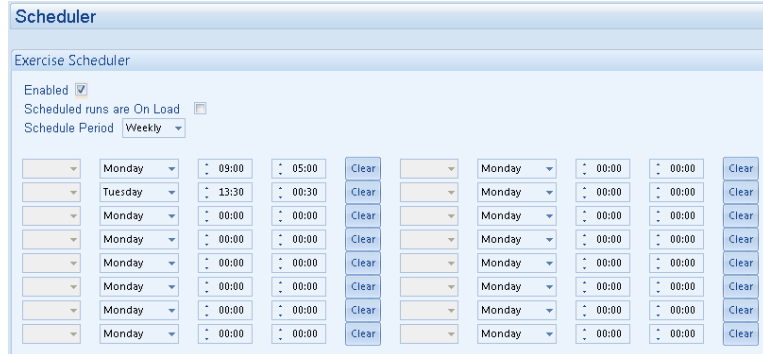 Scheduler
Exercise Scheduler
Enabled
Scheduled runs are On Load
Schedule Period Weekly
Monday 09:00 05:00 Clear Monday 00:00 00:00 Clear
Tuesday 13:30 00:30 Clear Monday 00:00 00:00 Clear
Monday 00:00 00:00 Clear Monday 00:00 00:00 Clear
Monday 00:00 00:00 Clear Monday 00:00 00:00 Clear
Monday 00:00 00:00 Clear Monday 00:00 00:00 Clear
Monday 00:00 00:00 Clear Monday 00:00 00:00 Clear
Monday 00:00 00:00 Clear Monday 00:00 00:00 Clear
Monday 00:00 00:00 Clear Monday 00:00 00:00 Clear